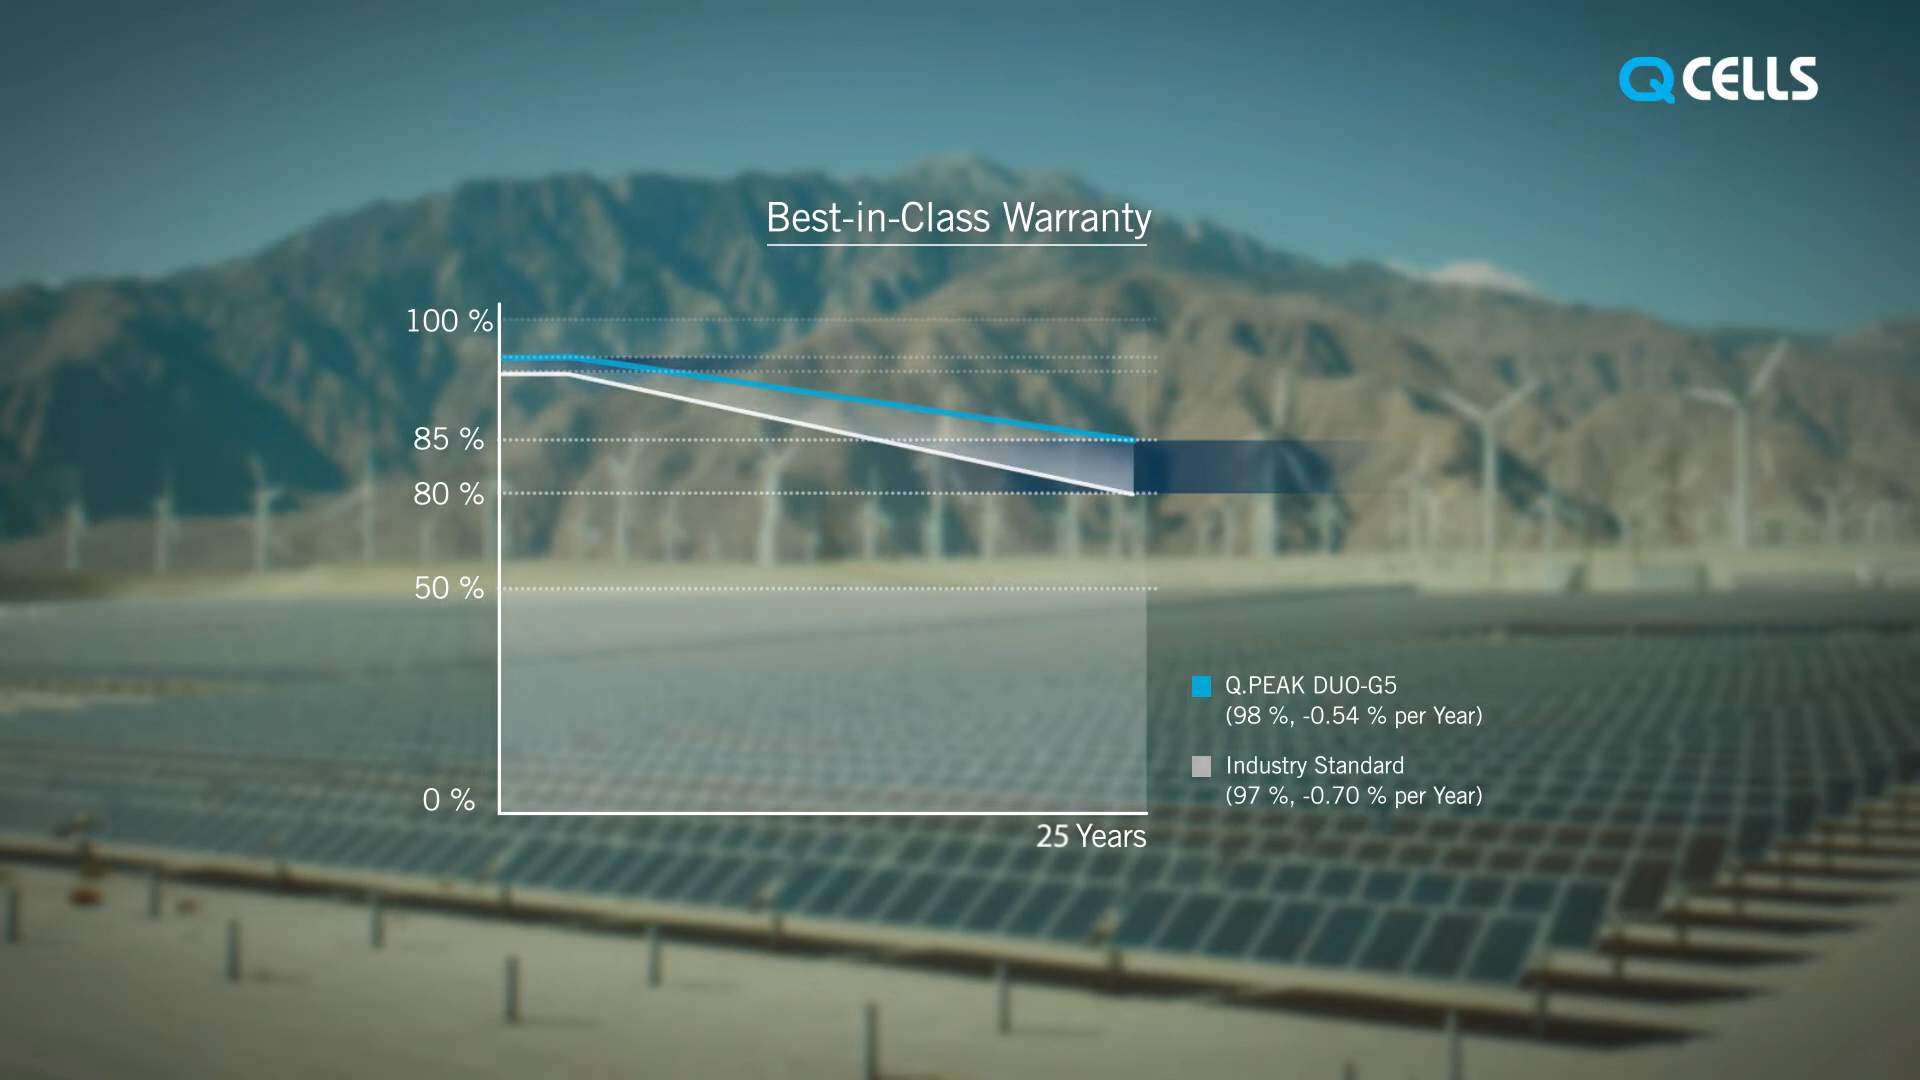 Q CELLS
Best-in-Class Warranty
100 %
85 %
80 %
50 %
0 %
25 Years
Q.PEAK DUO-G5
(98 %, -0.54 % per Year)
Industry Standard
(97 %, -0.70 % per Year)